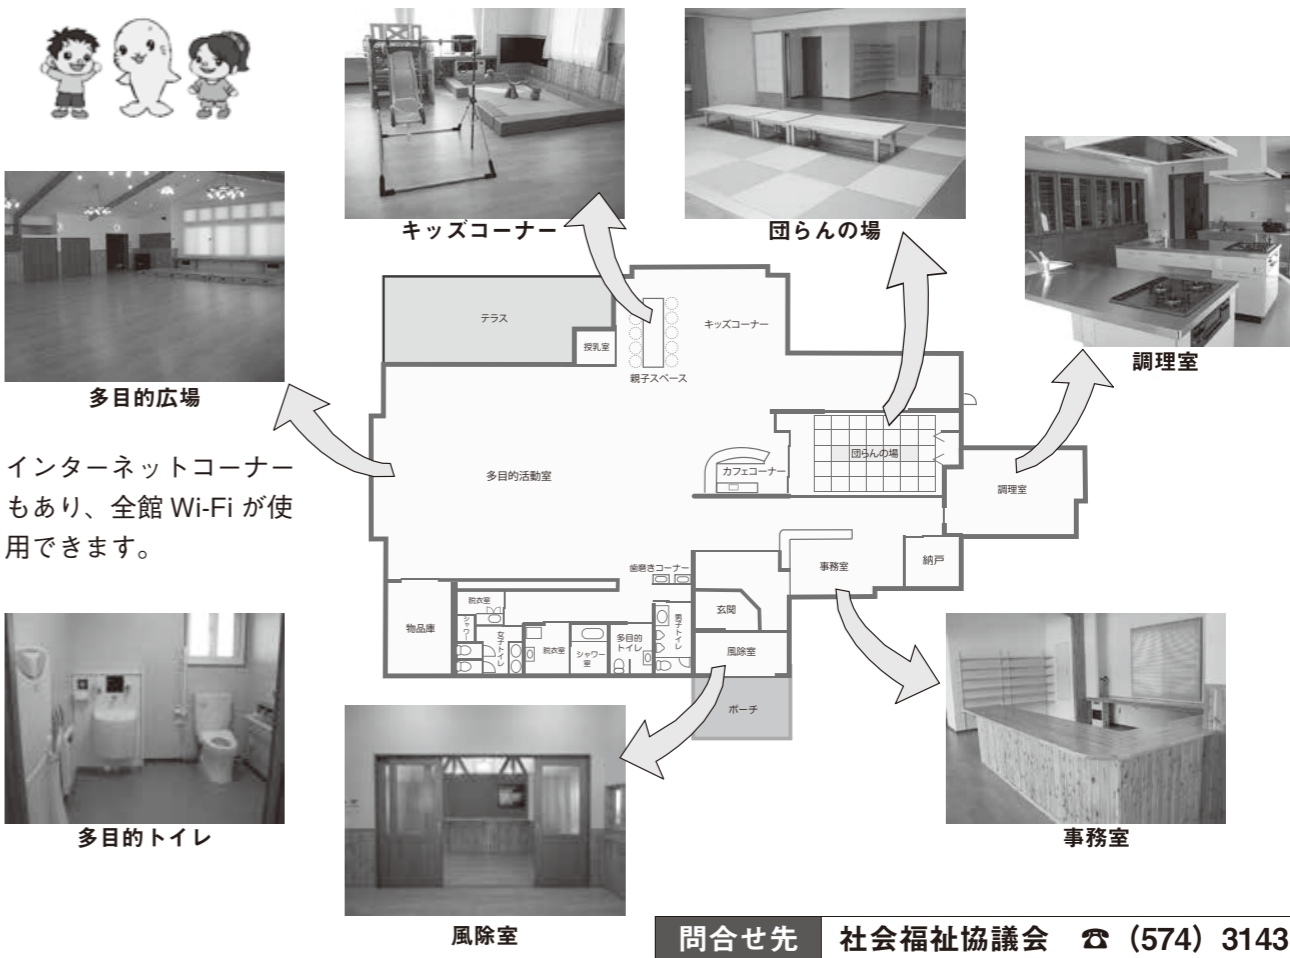 キッズコーナー
団らんの場
調理室
多目的広場
インターネットコーナー
もあり、全館 Wi-Fi が使
用できます。
テラス
授乳室
キッズコーナー
親子スペース
多目的活動室
カフェコーナー
団らんの場
調理室
歯磨きコーナー
事務室
納戸
物品庫
脱衣室
シャワー
女子トイレ
脱衣室
シャワー
室
多目的
トイレ
男子トイレ
玄関
風除室
ポーチ
多目的トイレ
風除室
事務室
問合せ先 社会福祉協議会 ☎（574）3143